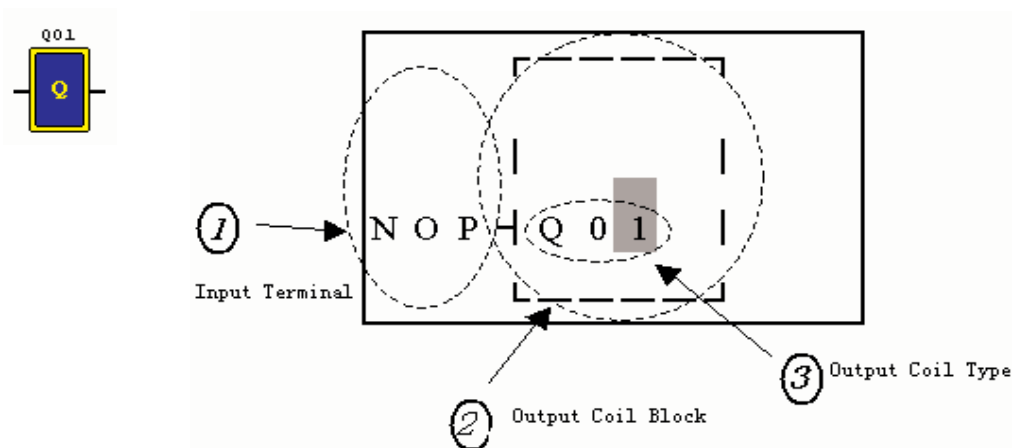 Q01
Q
NOP Q01
1
Input Terminal
2 Output Coil Block
3 Output Coil Type